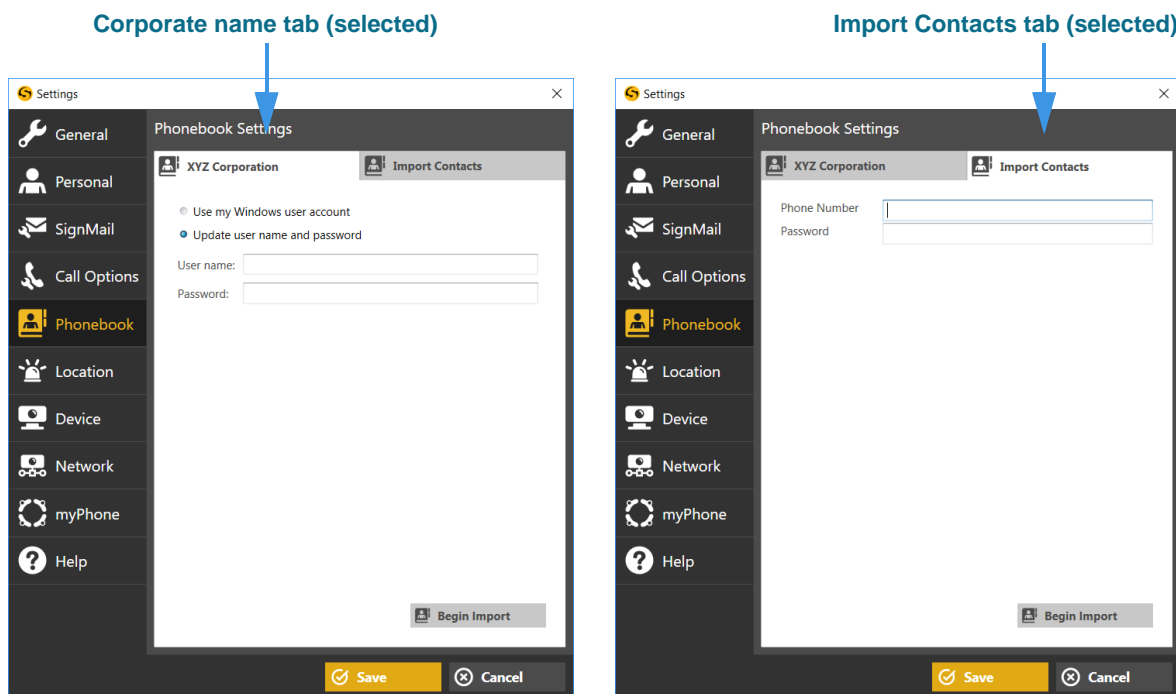 Corporate name tab (selected)
Import Contacts tab (selected)
Settings
General
Personal
SignMail
Call Options
Phonebook
Location
Device
Network
myPhone
Help
Phonebook Settings
XYZ Corporation
Import Contacts
Use my Windows user account
Update user name and password
User name:
Password:
Begin Import
Save
Cancel
Settings
General
Personal
SignMail
Call Options
Phonebook
Location
Device
Network
myPhone
Help
Phonebook Settings
XYZ Corporation
Import Contacts
Phone Number
Password
Begin Import
Save
Cancel